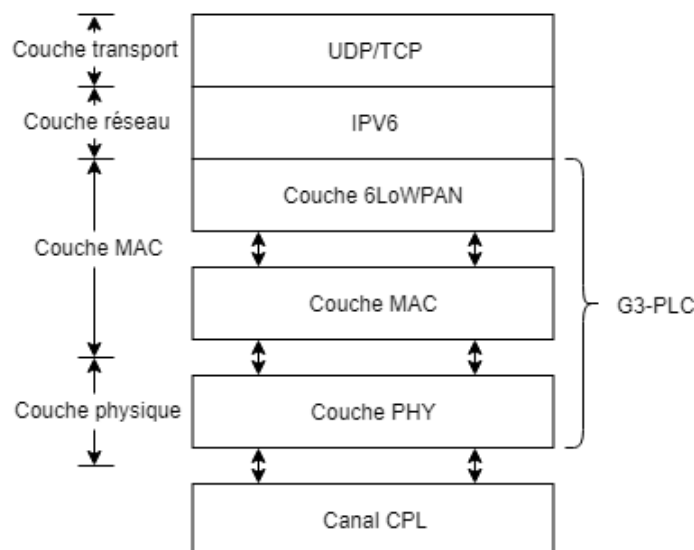 Couche transport
UDP/TCP
Couche réseau
IPV6
Couche 6LoWPAN
Couche MAC
Couche MAC
G3-PLC
Couche physique
Couche PHY
Canal CPL